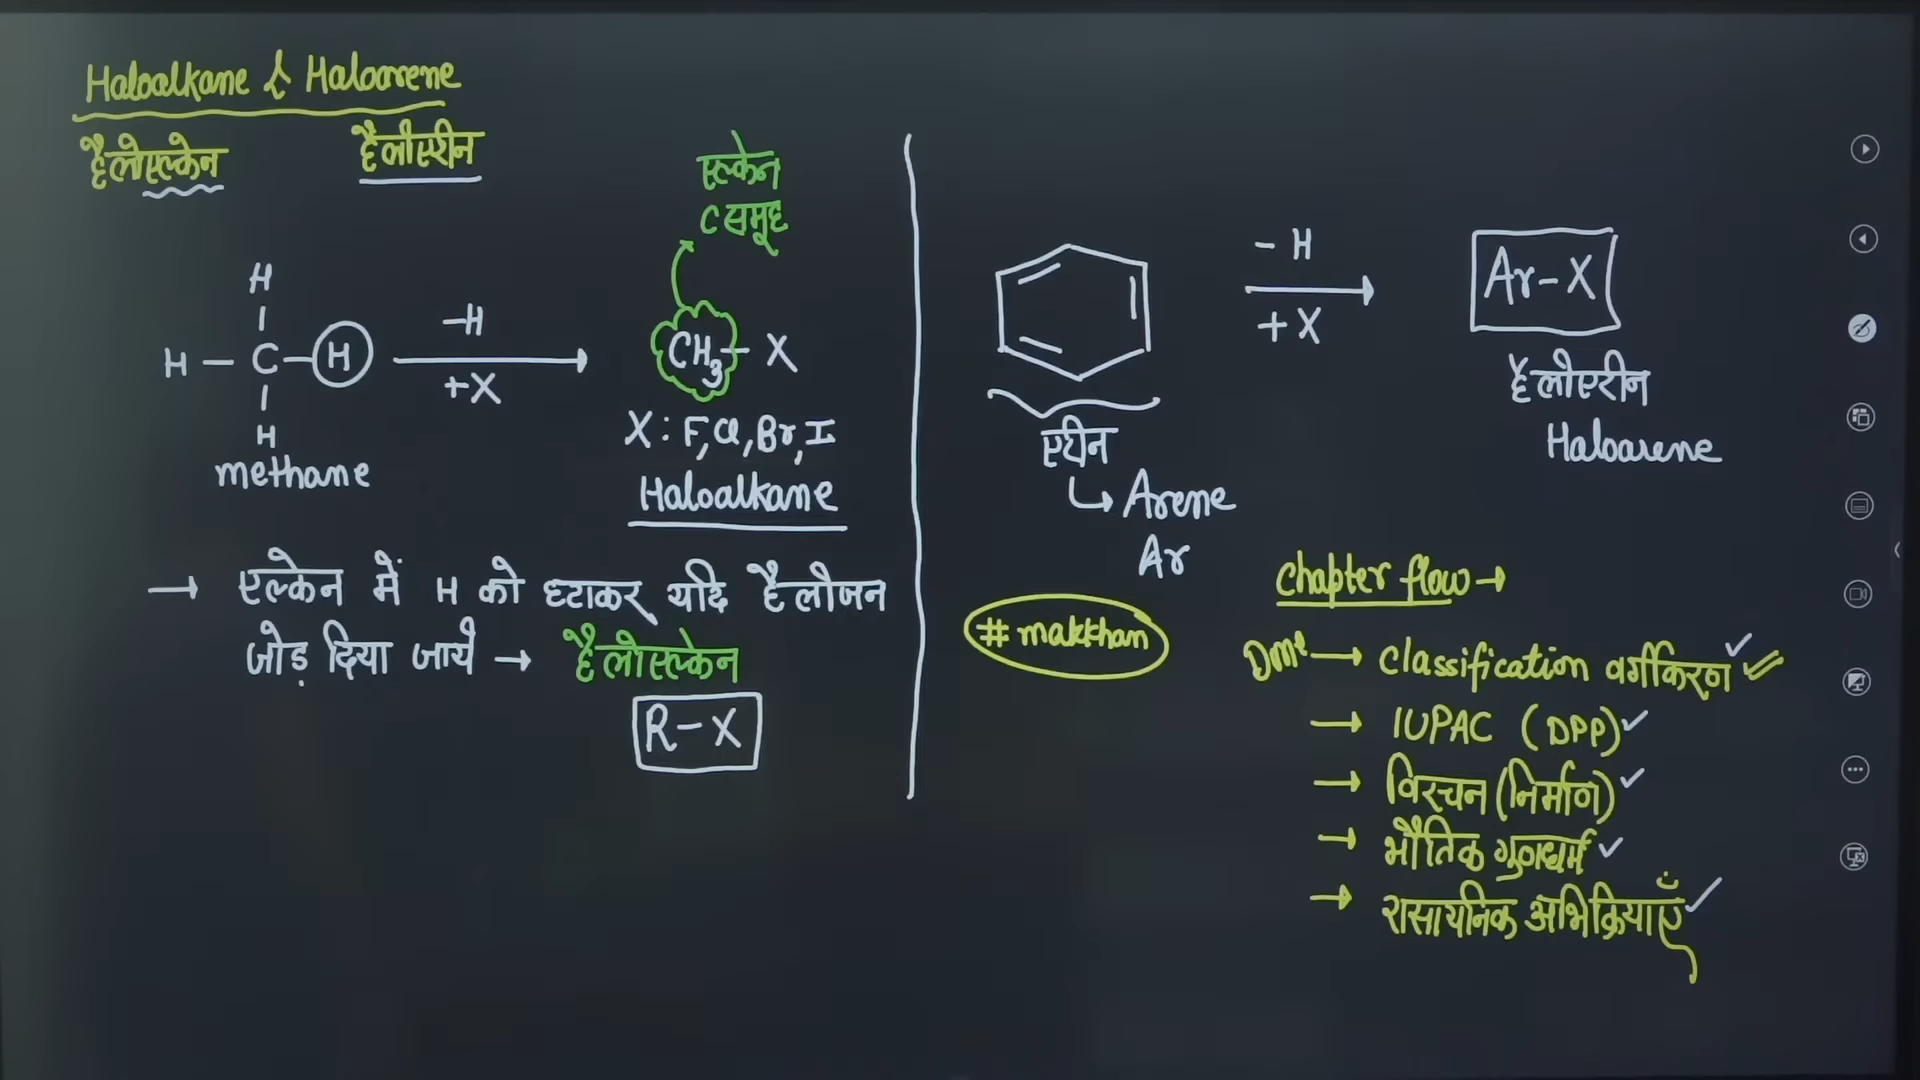 Haloalkane & Haloarene
हैलोएल्केन हैलोएरीन
एल्केन
C समूह
H
H – C – H
H
methane
–H
+X
CH₃ – X
X : F, Cl, Br, I
Haloalkane
→ एल्केन में H को घटाकर यदि हैलोजन
जोड़ दिया जाये → हैलोएल्केन
R – X
– H
+ X
Ar – X
हैलोएरीन
Haloarene
एरीन
↳ Arene
Ar
# makkhan
Chapter flow →
→ Classification वर्गीकरण ✓
→ IUPAC (DPP) ✓
→ विरचन (निर्माण) ✓
→ भौतिक गुणधर्म ✓
→ रासायनिक अभिक्रियाएँ ✓